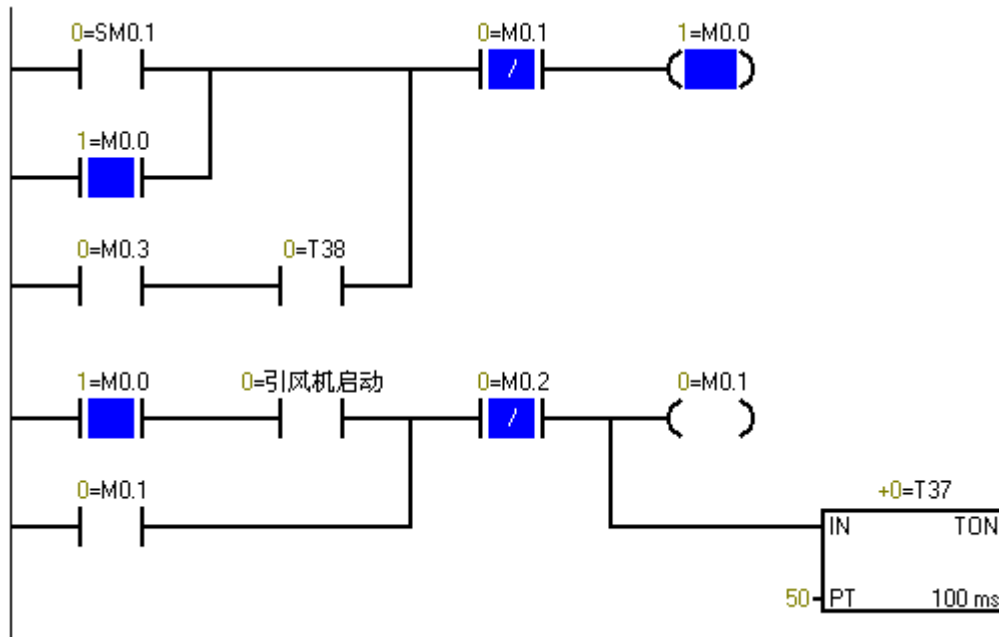 0=SM0.1 0=M0.1 1=M0.0
/
1=M0.0
0=M0.3 0=T38
1=M0.0 0=引风机启动 0=M0.2 0=M0.1
/
0=M0.1 +0=T37
IN TON
50 PT 100 ms